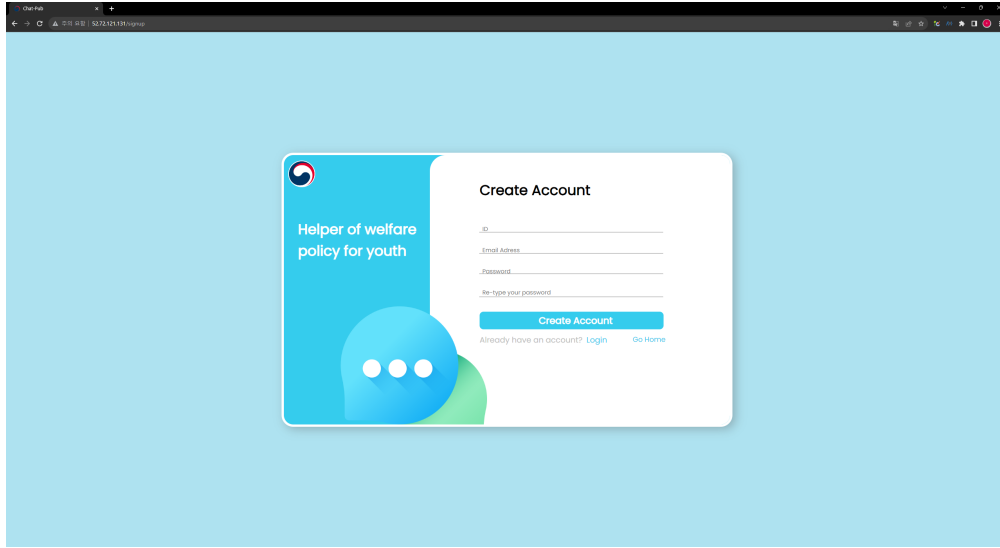 Chat-Pub
주의 요함 | 52.72.121.131/signup
Helper of welfare
policy for youth
Create Account
ID
Email Adress
Password
Re-type your password
Create Account
Already have an account? Login Go Home